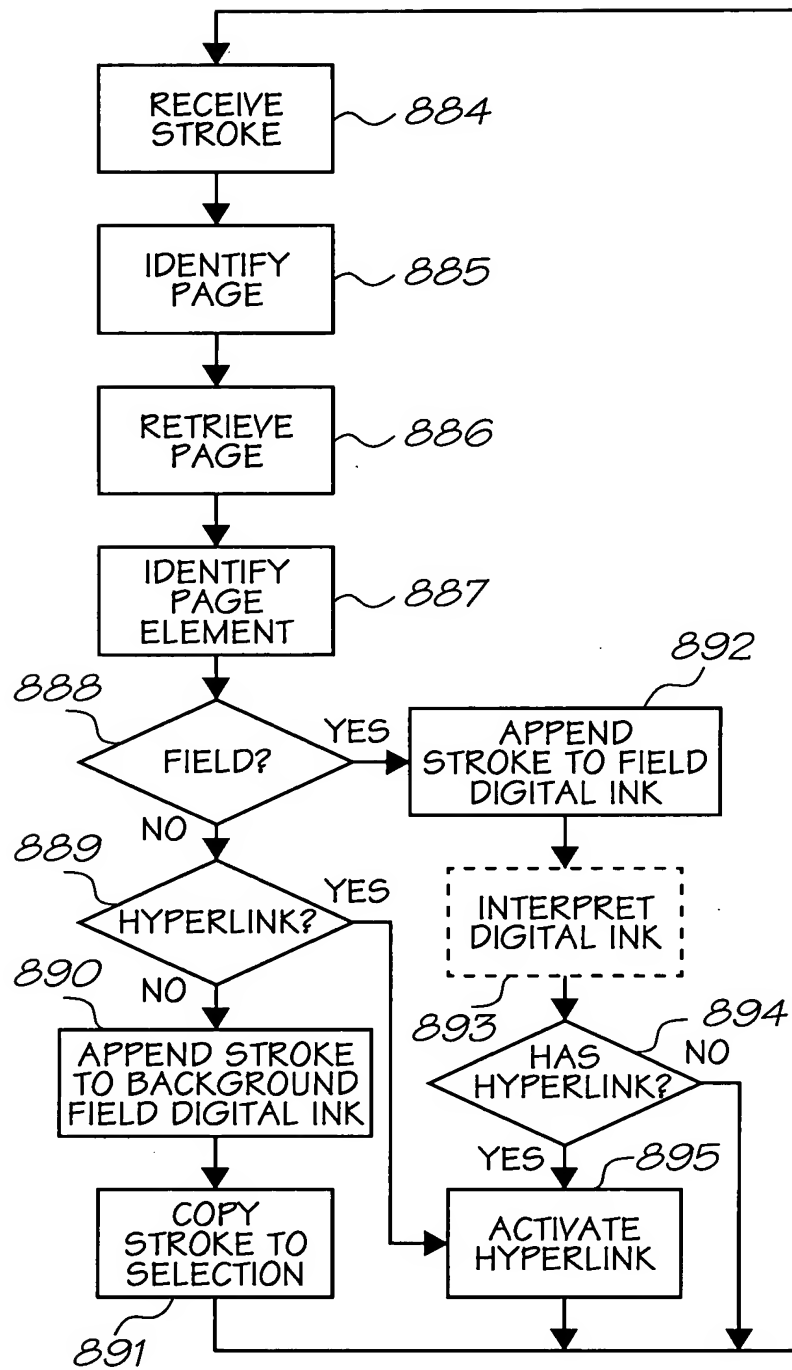 RECEIVE
STROKE
884
IDENTIFY
PAGE
885
RETRIEVE
PAGE
886
IDENTIFY
PAGE
ELEMENT
887
888
FIELD?
YES
NO
892
APPEND
STROKE TO FIELD
DIGITAL INK
889
HYPERLINK?
YES
NO
INTERPRET
DIGITAL INK
893
890
APPEND STROKE
TO BACKGROUND
FIELD DIGITAL INK
894
HAS
HYPERLINK?
NO
YES
895
COPY
STROKE TO
SELECTION
891
ACTIVATE
HYPERLINK